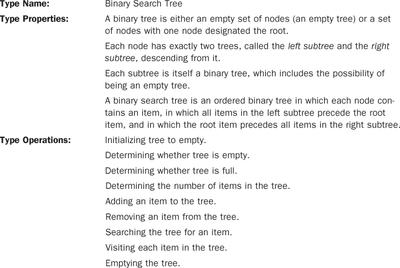 Type Name: Binary Search Tree
Type Properties: A binary tree is either an empty set of nodes (an empty tree) or a set
of nodes with one node designated the root.
Each node has exactly two trees, called the left subtree and the right
subtree, descending from it.
Each subtree is itself a binary tree, which includes the possibility of
being an empty tree.
A binary search tree is an ordered binary tree in which each node con-
tains an item, in which all items in the left subtree precede the root
item, and in which the root item precedes all items in the right subtree.
Type Operations: Initializing tree to empty.
Determining whether tree is empty.
Determining whether tree is full.
Determining the number of items in the tree.
Adding an item to the tree.
Removing an item from the tree.
Searching the tree for an item.
Visiting each item in the tree.
Emptying the tree.